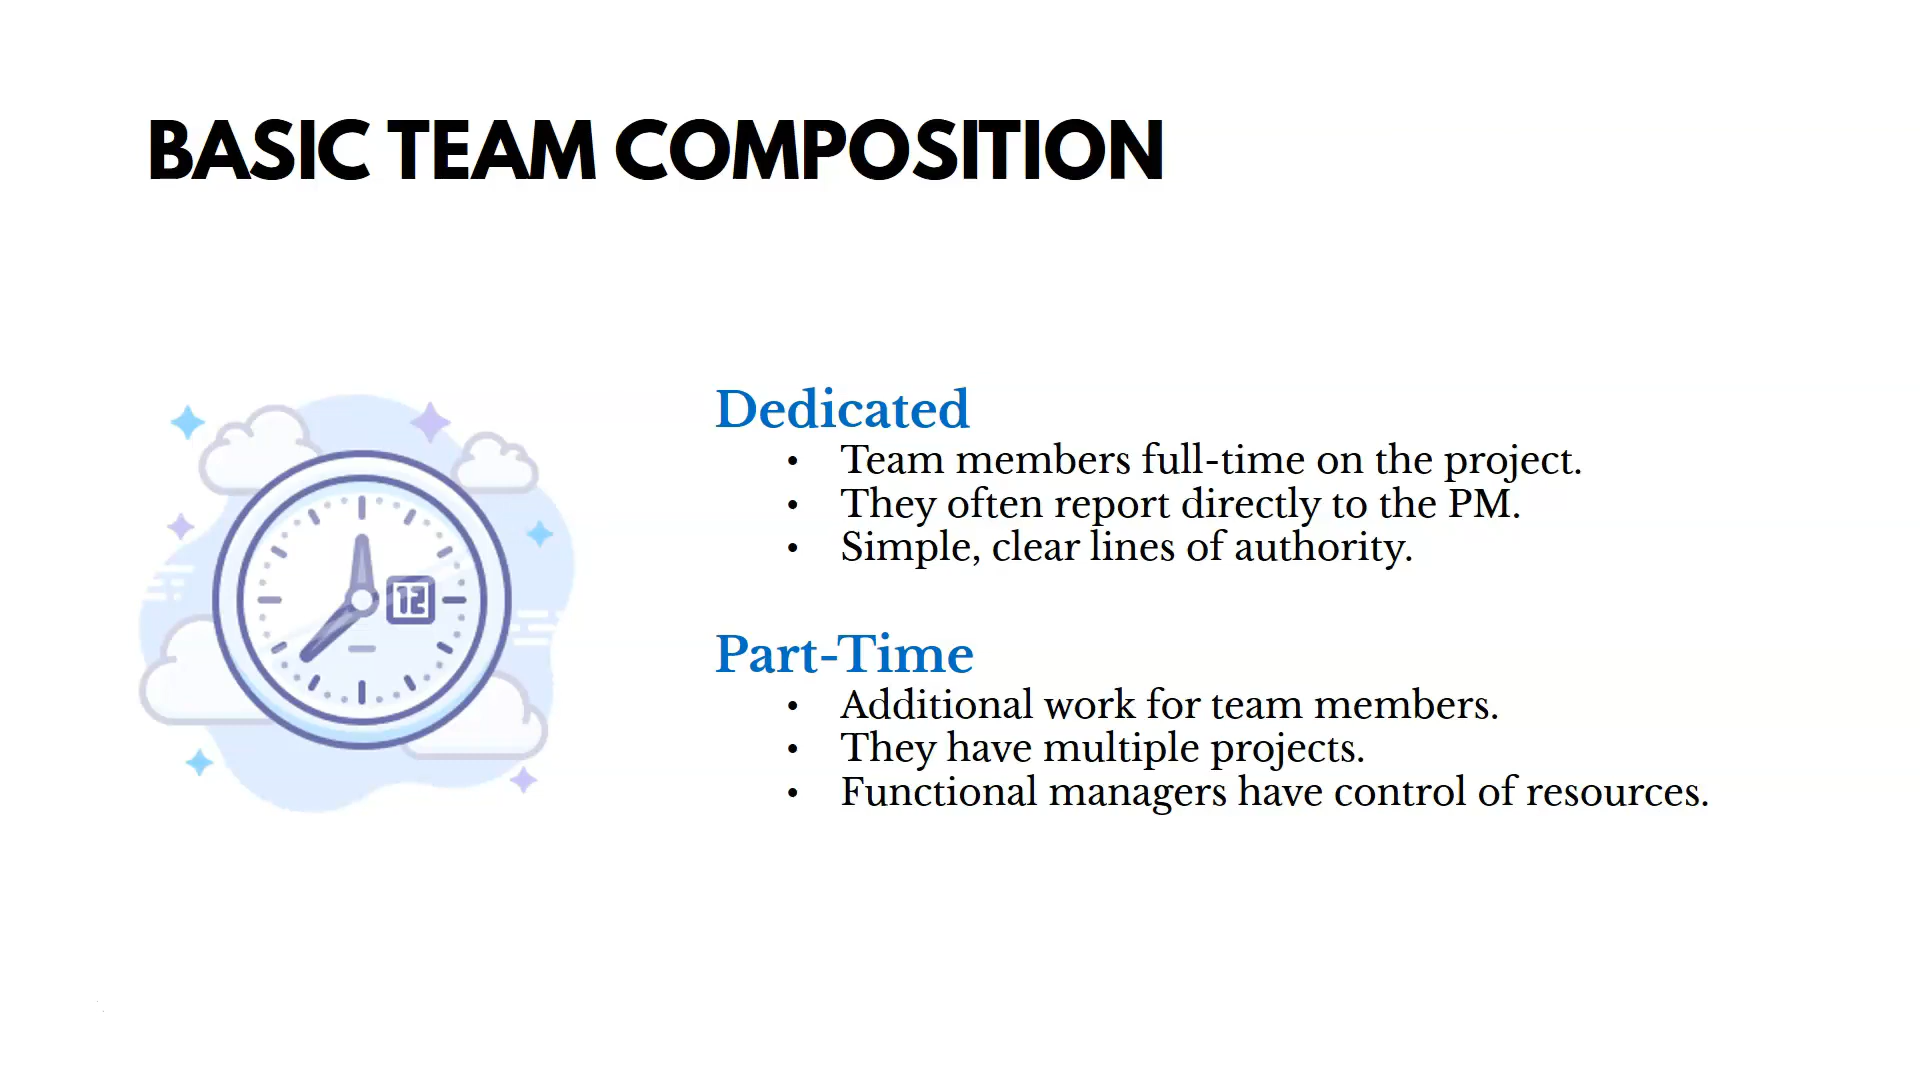 BASIC TEAM COMPOSITION
12
Dedicated
• Team members full-time on the project.
• They often report directly to the PM.
• Simple, clear lines of authority.
Part-Time
• Additional work for team members.
• They have multiple projects.
• Functional managers have control of resources.